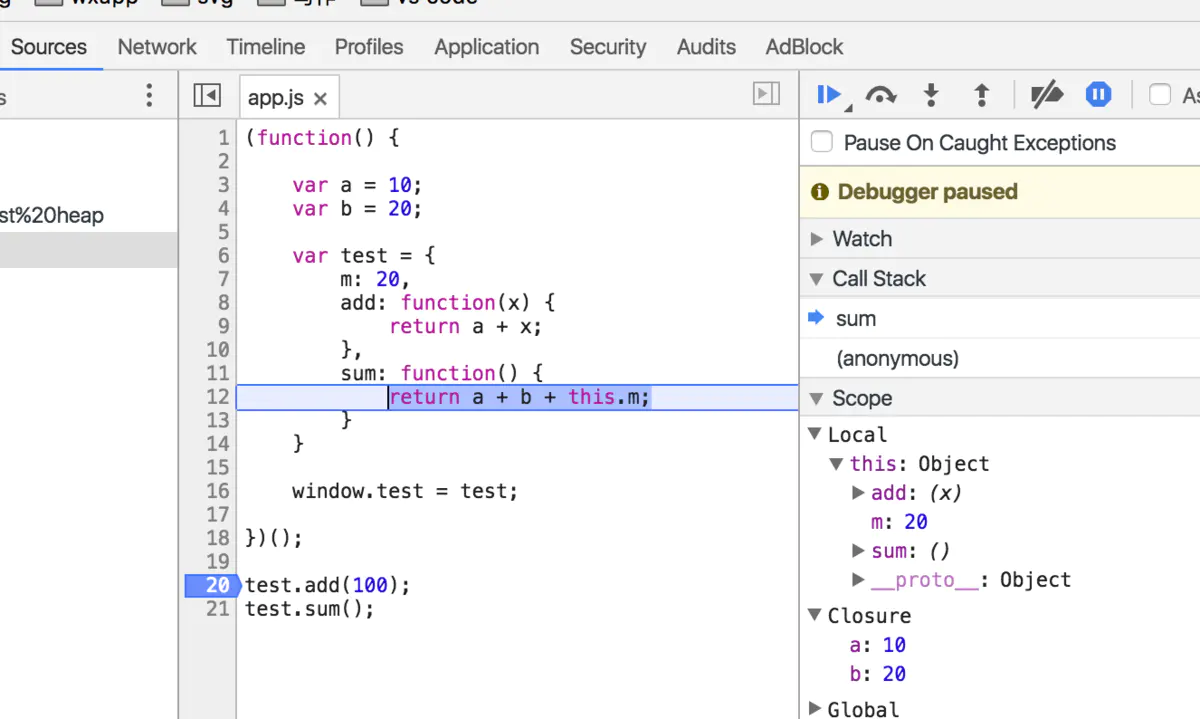 wxapp svg 写作 vs code
Sources Network Timeline Profiles Application Security Audits AdBlock
app.js ×
Pause On Caught Exceptions
st%20heap
1 (function() {
2
3 var a = 10;
4 var b = 20;
5
6 var test = {
7 m: 20,
8 add: function(x) {
9 return a + x;
10 },
11 sum: function() {
12 return a + b + this.m;
13 }
14 }
15
16 window.test = test;
17
18 })();
19
20 test.add(100);
21 test.sum();
Debugger paused
Watch
Call Stack
sum
(anonymous)
Scope
Local
this: Object
add: (x)
m: 20
sum: ()
__proto__: Object
Closure
a: 10
b: 20
Global